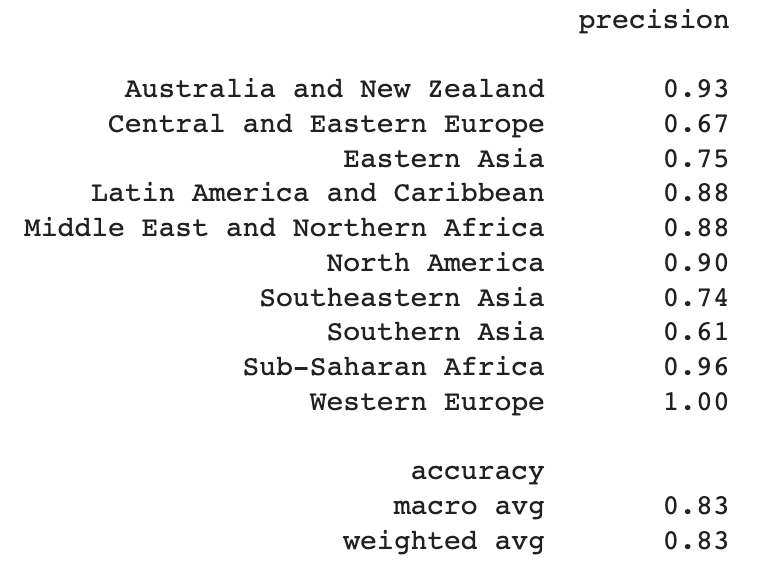 precision
Australia and New Zealand 0.93
Central and Eastern Europe 0.67
Eastern Asia 0.75
Latin America and Caribbean 0.88
Middle East and Northern Africa 0.88
North America 0.90
Southeastern Asia 0.74
Southern Asia 0.61
Sub-Saharan Africa 0.96
Western Europe 1.00
accuracy
macro avg 0.83
weighted avg 0.83